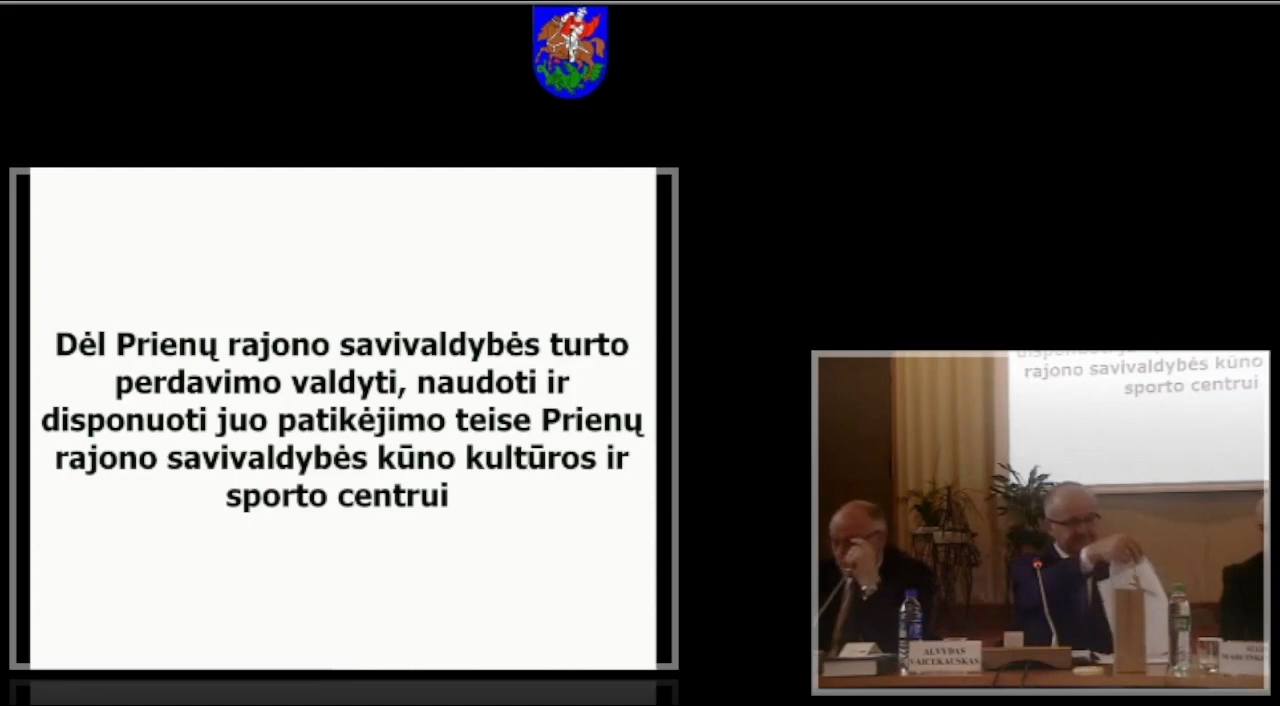 Dėl Prienų rajono savivaldybės turto
perdavimo valdyti, naudoti ir
disponuoti juo patikėjimo teise Prienų
rajono savivaldybės kūno kultūros ir
sporto centrui
rajono savivaldybės kūno
sporto centrui
ALVYDAS
VAICEKAUSKAS